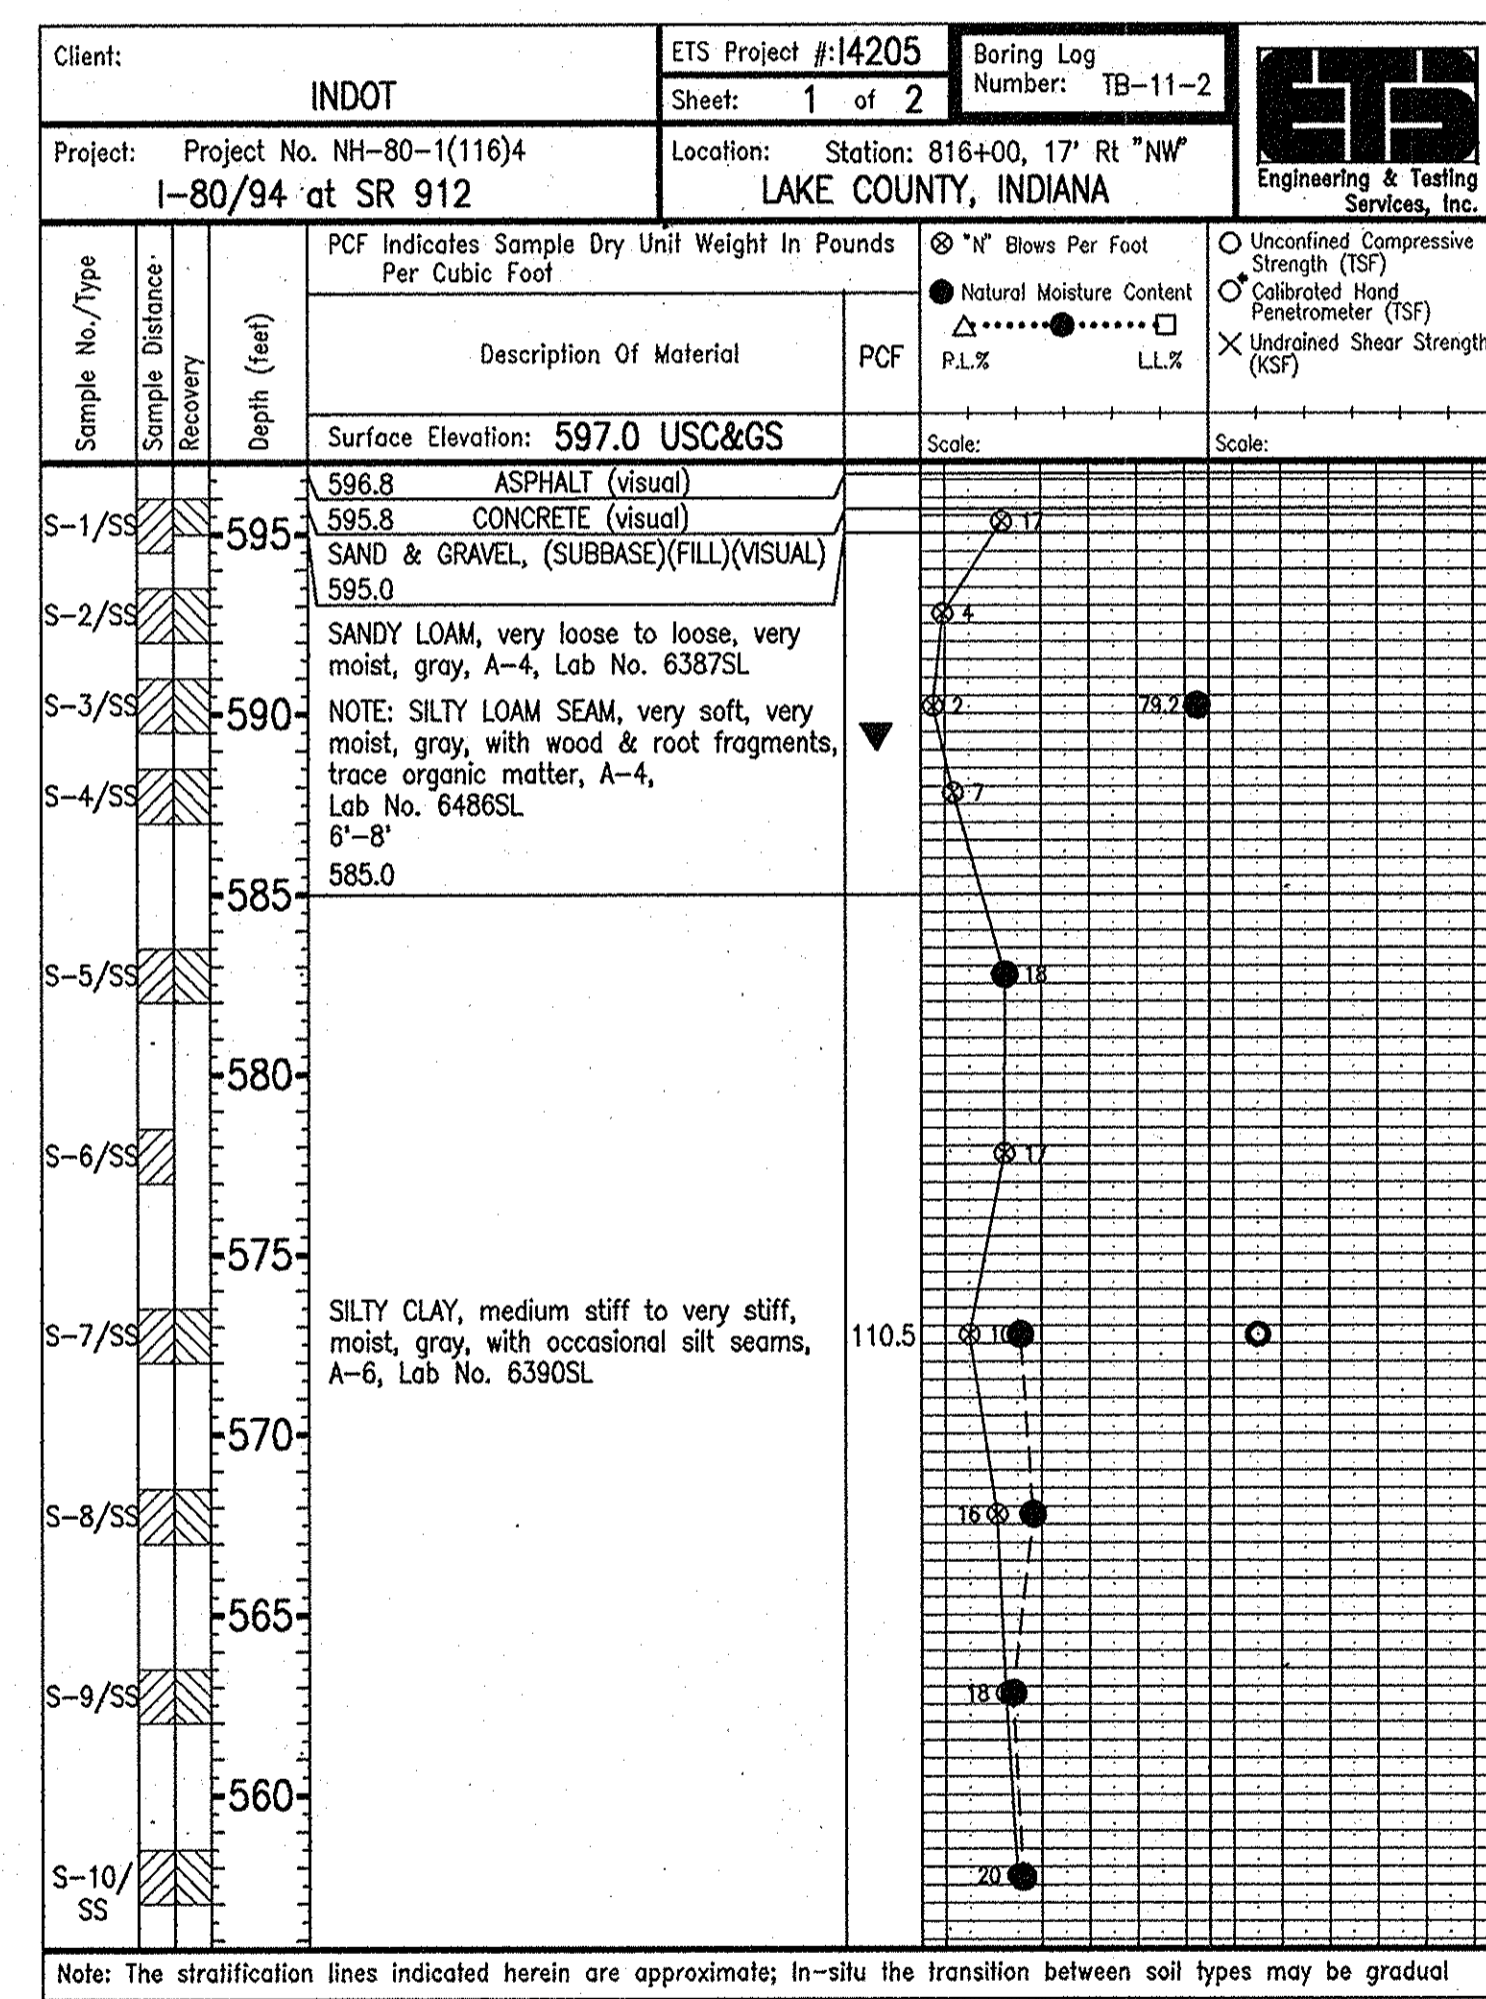 Client:
INDOT
ETS Project #: 14205
Sheet: 1 of 2
Boring Log
Number: TB-11-2
ETS
Engineering & Testing
Services, Inc.
Project: Project No. NH-80-1(116)4
I-80/94 at SR 912
Location: Station: 816+00, 17' Rt "NW"
LAKE COUNTY, INDIANA
Sample No./Type
Sample Distance
Recovery
Depth (feet)
PCF Indicates Sample Dry Unit Weight In Pounds
Per Cubic Foot
Description Of Material
PCF
Surface Elevation: 597.0 USC&GS
"N" Blows Per Foot
Natural Moisture Content
P.L.%
L.L.%
Scale:
Unconfined Compressive
Strength (TSF)
* Calibrated Hand
Penetrometer (TSF)
Undrained Shear Strength
(KSF)
Scale:
596.8 ASPHALT (visual)
S-1/SS
595
595.8 CONCRETE (visual)
17
SAND & GRAVEL, (SUBBASE)(FILL)(VISUAL)
595.0
S-2/SS
4
SANDY LOAM, very loose to loose, very
moist, gray, A-4, Lab No. 6387SL
S-3/SS
590
2
79.2
NOTE: SILTY LOAM SEAM, very soft, very
moist, gray, with wood & root fragments,
trace organic matter, A-4,
Lab No. 6486SL
6'-8'
S-4/SS
7
585.0
585
S-5/SS
18
580
S-6/SS
17
575
S-7/SS
SILTY CLAY, medium stiff to very stiff,
moist, gray, with occasional silt seams,
A-6, Lab No. 6390SL
110.5
10
570
S-8/SS
16
565
S-9/SS
18
560
S-10/
SS
20
Note: The stratification lines indicated herein are approximate; In-situ the transition between soil types may be gradual